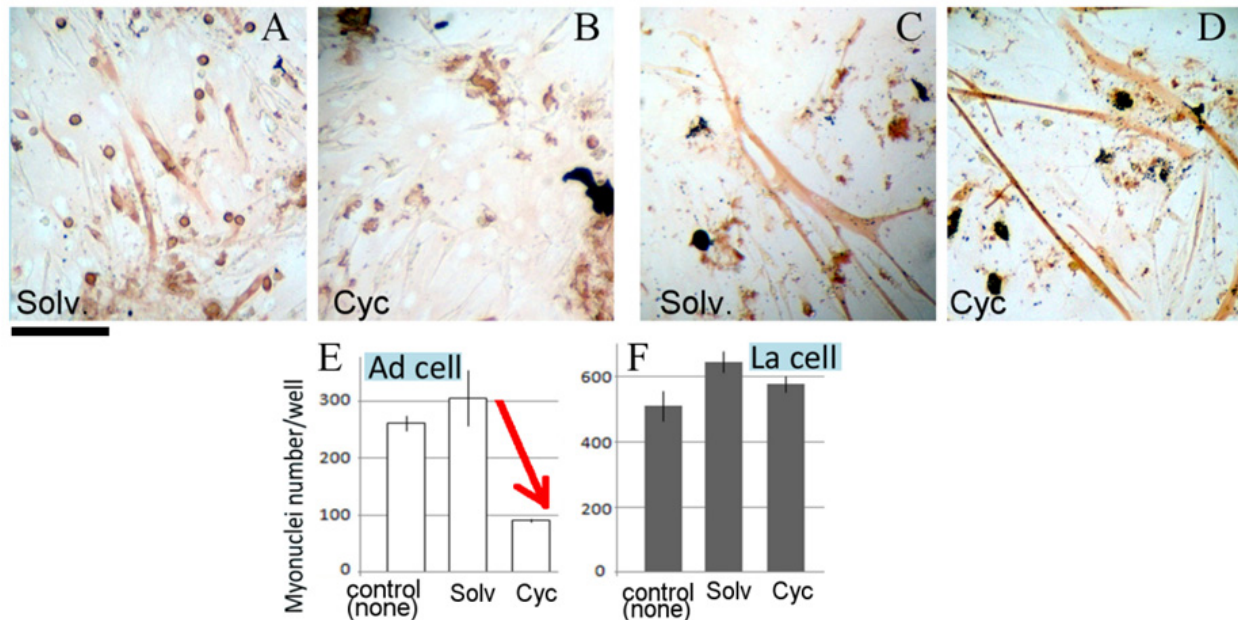 A
B
C
D
Solv.
Cyc
Solv.
Cyc
E
Ad cell
Myonuclei number/well
300
200
100
0
control
(none)
Solv
Cyc
F
La cell
600
400
200
0
control
(none)
Solv
Cyc